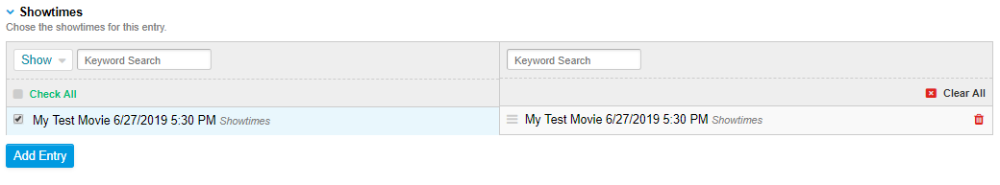 Showtimes
Chose the showtimes for this entry.
Show Keyword Search
Keyword Search
Check All
Clear All
My Test Movie 6/27/2019 5:30 PM Showtimes
My Test Movie 6/27/2019 5:30 PM Showtimes
Add Entry